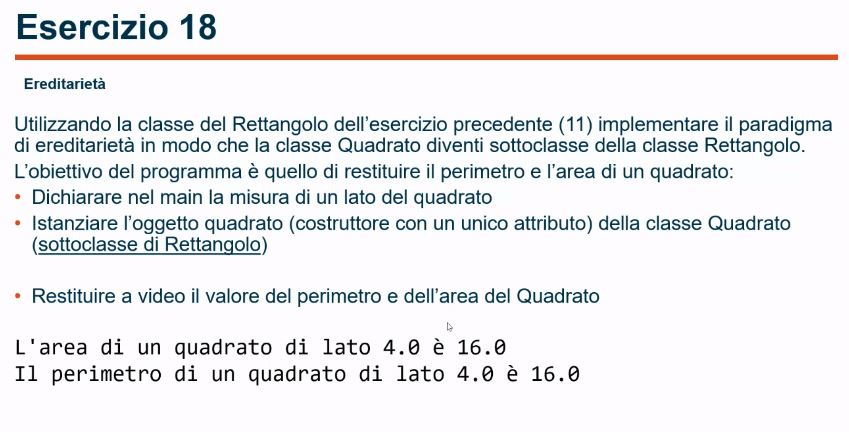 Esercizio 18
Ereditarietà
Utilizzando la classe del Rettangolo dell'esercizio precedente (11) implementare il paradigma
di ereditarietà in modo che la classe Quadrato diventi sottoclasse della classe Rettangolo.
L'obiettivo del programma è quello di restituire il perimetro e l'area di un quadrato:
• Dichiarare nel main la misura di un lato del quadrato
• Istanziare l'oggetto quadrato (costruttore con un unico attributo) della classe Quadrato
(sottoclasse di Rettangolo)
• Restituire a video il valore del perimetro e dell'area del Quadrato
L'area di un quadrato di lato 4.0 è 16.0
Il perimetro di un quadrato di lato 4.0 è 16.0